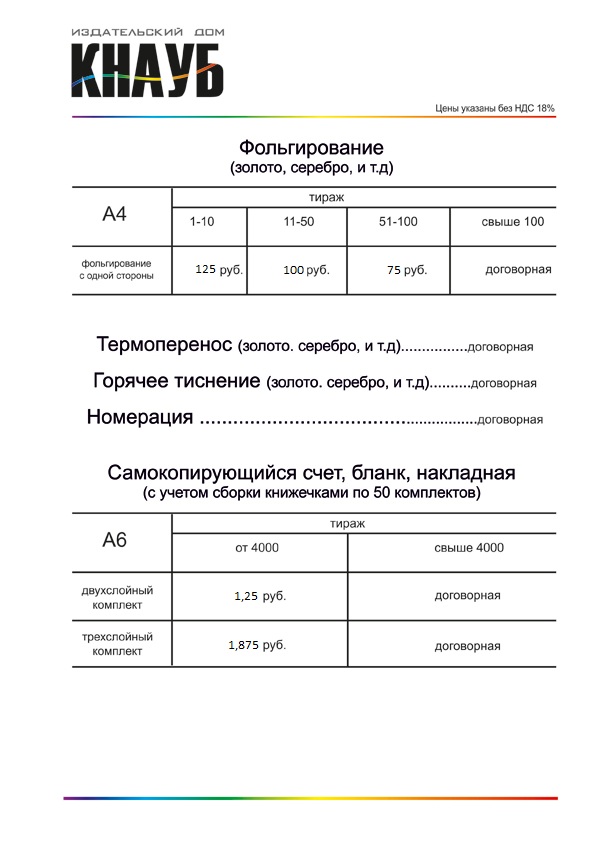 ИЗДАТЕЛЬСКИЙ ДОМ
КНАУБ
Цены указаны без НДС 18%
Фольгирование
(золото, серебро, и т.д)
А4
тираж
1-10 11-50 51-100 свыше 100
фольгирование
с одной стороны
125 руб. 100 руб. 75 руб. договорная
Термоперенос (золото. серебро, и т.д)................договорная
Горячее тиснение (золото. серебро, и т.д)..........договорная
Номерация ........................................................договорная
Самокопирующийся счет, бланк, накладная
(с учетом сборки книжечками по 50 комплектов)
А6
тираж
от 4000 свыше 4000
двухслойный
комплект
1,25 руб. договорная
трехслойный
комплект
1,875 руб. договорная